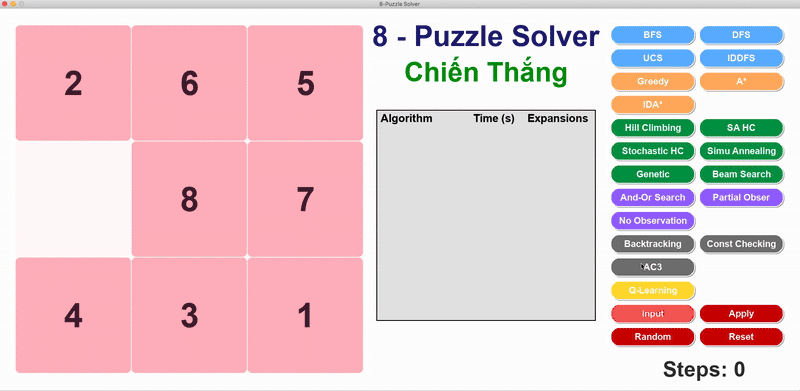 8-Puzzle Solver
2 6 5
8 7
4 3 1
8 - Puzzle Solver
Chiến Thắng
Algorithm Time (s) Expansions
BFS DFS
UCS IDDFS
Greedy A*
IDA*
Hill Climbing SA HC
Stochastic HC Simu Annealing
Genetic Beam Search
And-Or Search Partial Obser
No Observation
Backtracking Const Checking
AC3
Q-Learning
Input Apply
Random Reset
Steps: 0